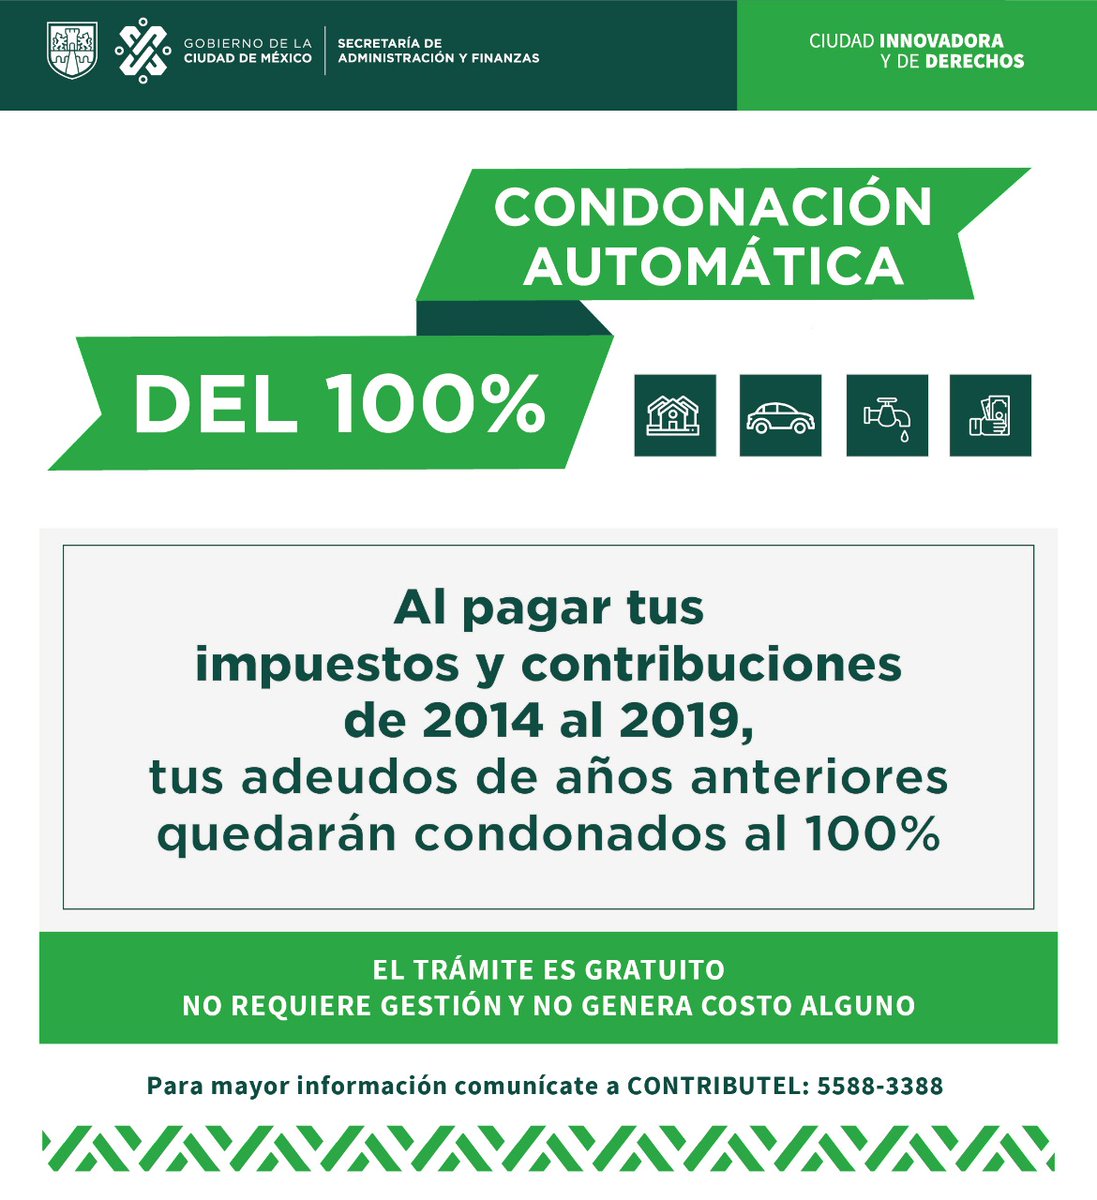 GOBIERNO DE LA
CIUDAD DE MÉXICO
SECRETARÍA DE
ADMINISTRACIÓN Y FINANZAS
CIUDAD INNOVADORA
Y DE DERECHOS
CONDONACIÓN
AUTOMÁTICA
DEL 100%
Al pagar tus
impuestos y contribuciones
de 2014 al 2019,
tus adeudos de años anteriores
quedarán condonados al 100%
EL TRÁMITE ES GRATUITO
NO REQUIERE GESTIÓN Y NO GENERA COSTO ALGUNO
Para mayor información comunícate a CONTRIBUTEL: 5588-3388